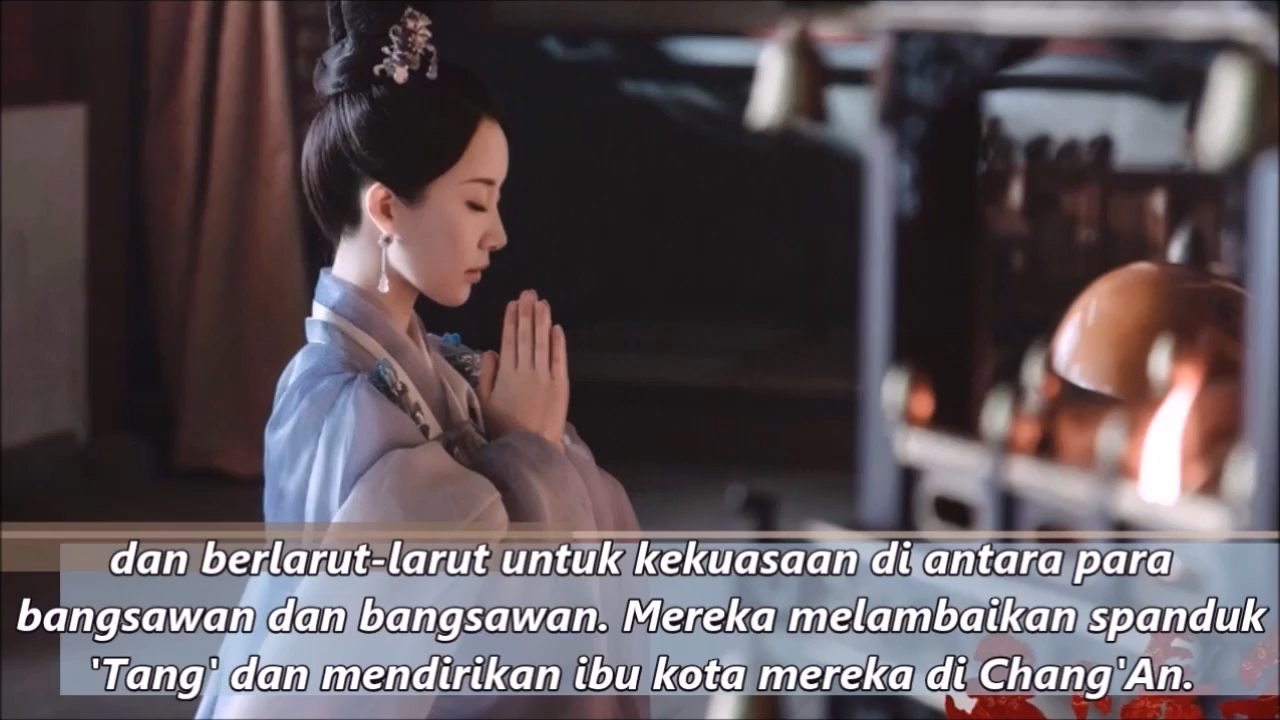 dan berlarut-larut untuk kekuasaan di antara para
bangsawan dan bangsawan. Mereka melambaikan spanduk
'Tang' dan mendirikan ibu kota mereka di Chang'An.